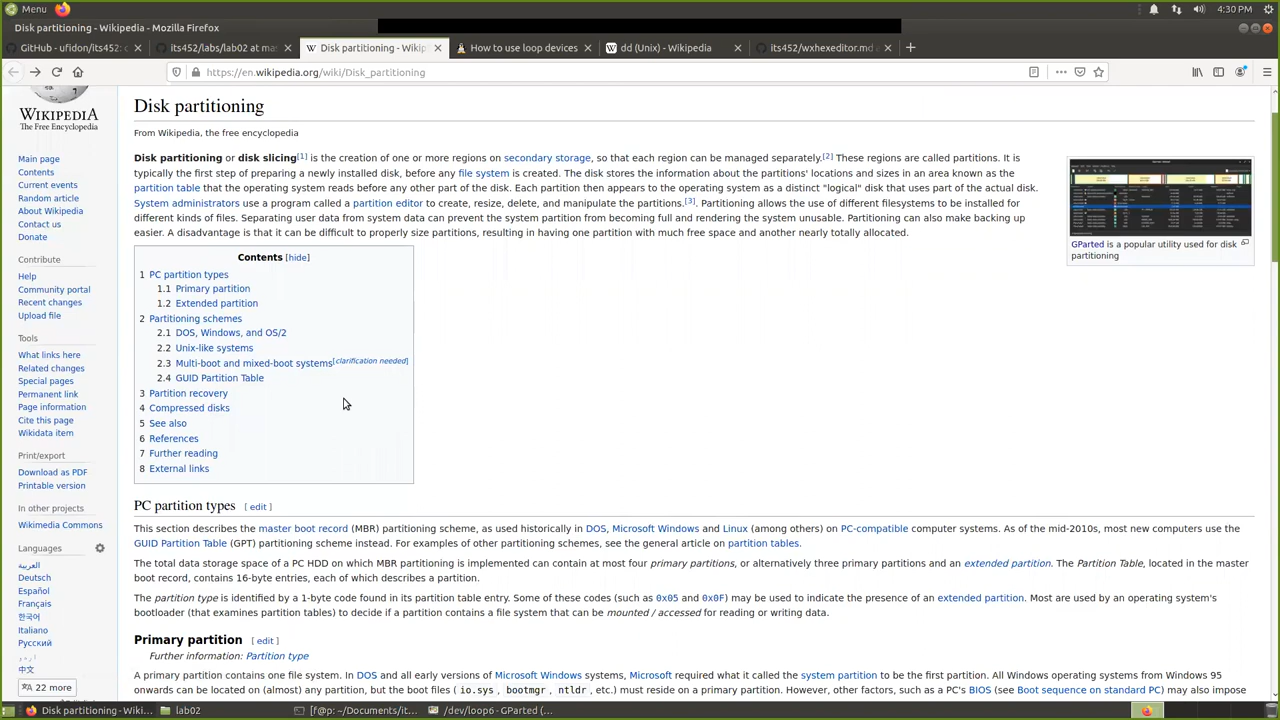 Menu
4:30 PM
Disk partitioning - Wikipedia - Mozilla Firefox
GitHub - ufidon/its452: c
its452/labs/lab02 at mas
Disk partitioning - Wikip
How to use loop devices
dd (Unix) - Wikipedia
its452/wxhexeditor.md a
https://en.wikipedia.org/wiki/Disk_partitioning
WIKIPEDIA
The Free Encyclopedia
Main page
Contents
Current events
Random article
About Wikipedia
Contact us
Donate
Contribute
Help
Community portal
Recent changes
Upload file
Tools
What links here
Related changes
Special pages
Permanent link
Page information
Cite this page
Wikidata item
Print/export
Download as PDF
Printable version
In other projects
Wikimedia Commons
Languages
العربية
Deutsch
Español
Français
한국어
Italiano
Русский
اردو
中文
22 more
Disk partitioning
From Wikipedia, the free encyclopedia
Disk partitioning or disk slicing[1] is the creation of one or more regions on secondary storage, so that each region can be managed separately.[2] These regions are called partitions. It is
typically the first step of preparing a newly installed disk, before any file system is created. The disk stores the information about the partitions' locations and sizes in an area known as the
partition table that the operating system reads before any other part of the disk. Each partition then appears to the operating system as a distinct "logical" disk that uses part of the actual disk.
System administrators use a program called a partition editor to create, resize, delete, and manipulate the partitions.[3] Partitioning allows the use of different filesystems to be installed for
different kinds of files. Separating user data from system data can prevent the system partition from becoming full and rendering the system unusable. Partitioning can also make backing up
easier. A disadvantage is that it can be difficult to properly size partitions, resulting in having one partition with much free space and another nearly totally allocated.
GParted is a popular utility used for disk
partitioning
Contents [hide]
1 PC partition types
1.1 Primary partition
1.2 Extended partition
2 Partitioning schemes
2.1 DOS, Windows, and OS/2
2.2 Unix-like systems
2.3 Multi-boot and mixed-boot systems[clarification needed]
2.4 GUID Partition Table
3 Partition recovery
4 Compressed disks
5 See also
6 References
7 Further reading
8 External links
PC partition types [ edit ]
This section describes the master boot record (MBR) partitioning scheme, as used historically in DOS, Microsoft Windows and Linux (among others) on PC-compatible computer systems. As of the mid-2010s, most new computers use the
GUID Partition Table (GPT) partitioning scheme instead. For examples of other partitioning schemes, see the general article on partition tables.
The total data storage space of a PC HDD on which MBR partitioning is implemented can contain at most four primary partitions, or alternatively three primary partitions and an extended partition. The Partition Table, located in the master
boot record, contains 16-byte entries, each of which describes a partition.
The partition type is identified by a 1-byte code found in its partition table entry. Some of these codes (such as 0x05 and 0x0F) may be used to indicate the presence of an extended partition. Most are used by an operating system's
bootloader (that examines partition tables) to decide if a partition contains a file system that can be mounted / accessed for reading or writing data.
Primary partition [ edit ]
Further information: Partition type
A primary partition contains one file system. In DOS and all early versions of Microsoft Windows systems, Microsoft required what it called the system partition to be the first partition. All Windows operating systems from Windows 95
onwards can be located on (almost) any partition, but the boot files ( io.sys , bootmgr , ntldr , etc.) must reside on a primary partition. However, other factors, such as a PC's BIOS (see Boot sequence on standard PC) may also impose
Disk partitioning - Wiki...
lab02
[f@p: ~/Documents/it...
/dev/loop6 - GParted (...